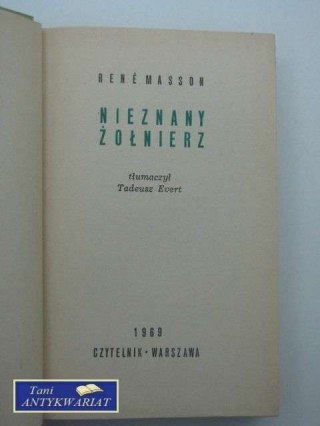 RENÉ MASSON
NIEZNANY
ŻOŁNIERZ
tłumaczył
Tadeusz Evert
1969
CZYTELNIK • WARSZAWA
Tani
ANTYKWARIAT